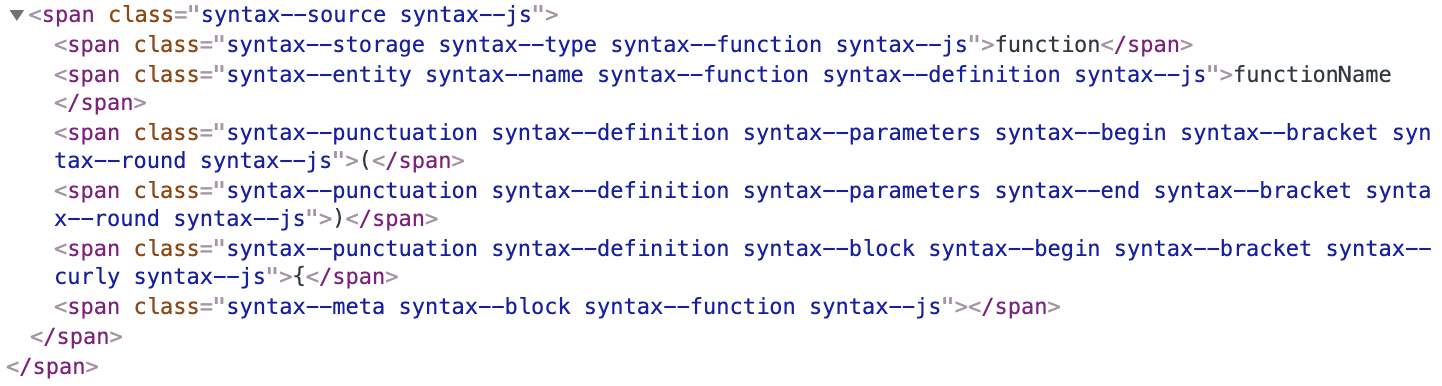 ▼<span class="syntax--source syntax--js">
<span class="syntax--storage syntax--type syntax--function syntax--js">function</span>
<span class="syntax--entity syntax--name syntax--function syntax--definition syntax--js">functionName
</span>
<span class="syntax--punctuation syntax--definition syntax--parameters syntax--begin syntax--bracket syn
tax--round syntax--js">(</span>
<span class="syntax--punctuation syntax--definition syntax--parameters syntax--end syntax--bracket synta
x--round syntax--js">)</span>
<span class="syntax--punctuation syntax--definition syntax--block syntax--begin syntax--bracket syntax--
curly syntax--js">{</span>
<span class="syntax--meta syntax--block syntax--function syntax--js"></span>
</span>
</span>